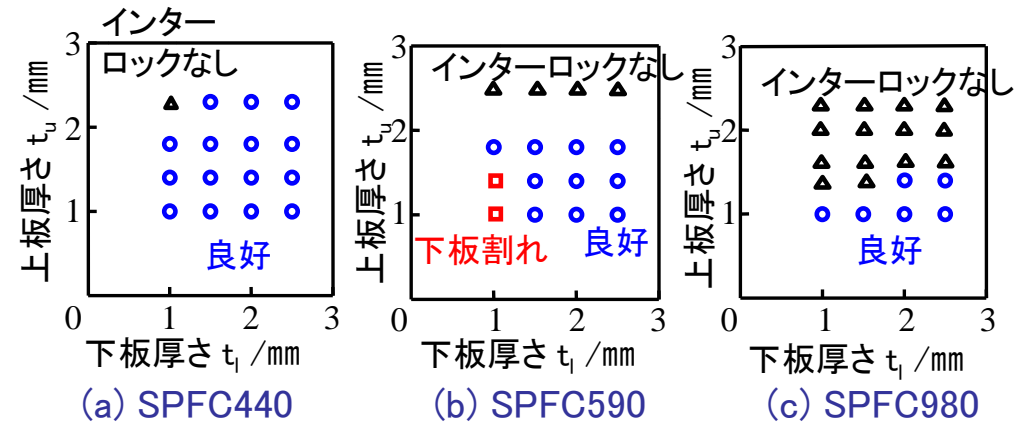 インター
ロックなし
3
2
1
0
1
2
3
上板厚さ tu /mm
良好
下板厚さ tl /mm
(a) SPFC440
インターロックなし
3
2
1
0
1
2
3
上板厚さ tu /mm
下板割れ
良好
下板厚さ tl /mm
(b) SPFC590
インターロックなし
3
2
1
0
1
2
3
上板厚さ tu /mm
良好
下板厚さ tl /mm
(c) SPFC980